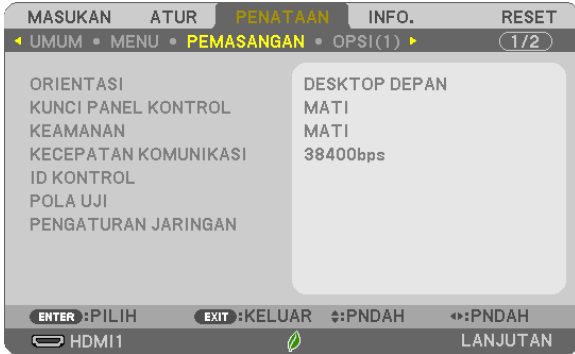 MASUKAN ATUR PENATAAN INFO. RESET
UMUM • MENU • PEMASANGAN • OPSI(1) 1/2
ORIENTASI DESKTOP DEPAN
KUNCI PANEL KONTROL MATI
KEAMANAN MATI
KECEPATAN KOMUNIKASI 38400bps
ID KONTROL
POLA UJI
PENGATURAN JARINGAN
ENTER :PILIH EXIT :KELUAR :PNDAH :PNDAH
HDMI1 LANJUTAN